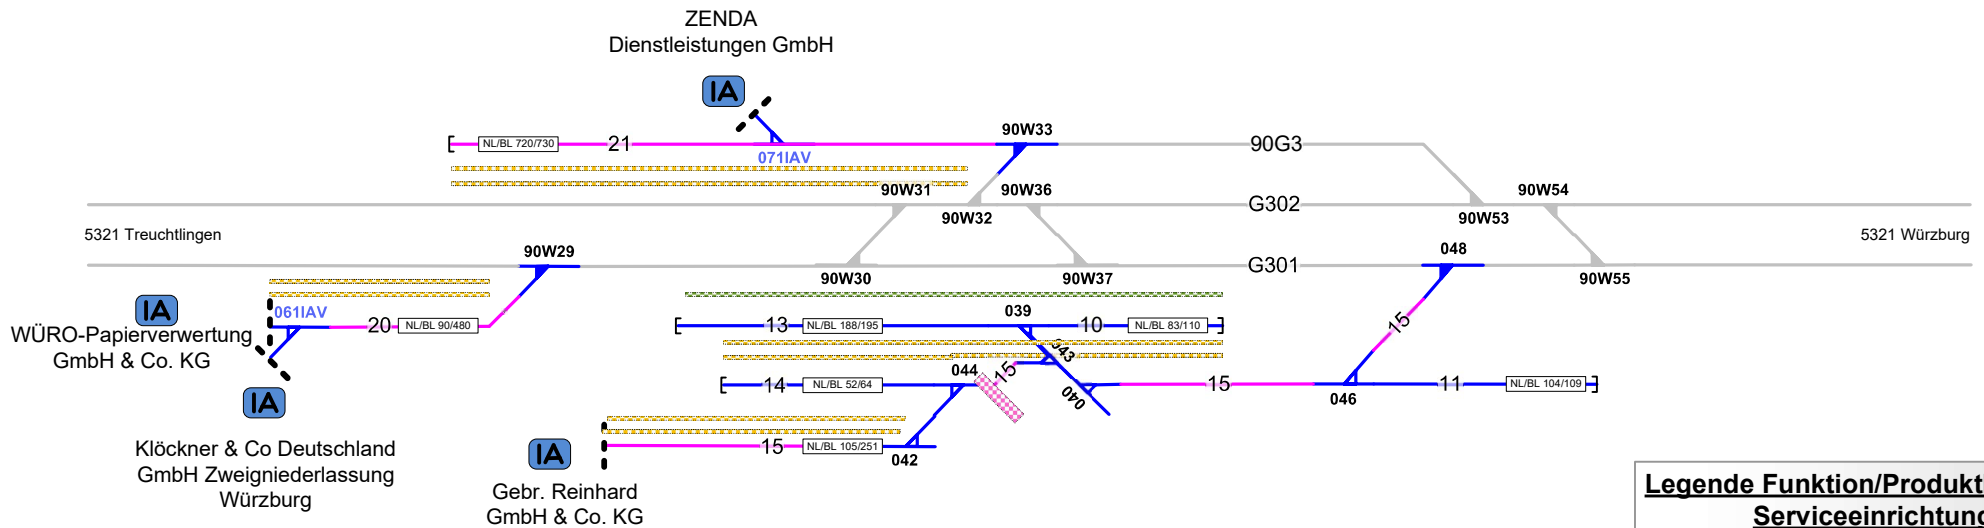 ZENDA
Dienstleistungen GmbH
IA
90W33
NL/BL 720/730
21
90G3
071IAV
90W31
90W36
90W54
G302
90W32
90W53
5321 Treuchtlingen
5321 Würzburg
90W29
048
G301
90W30
90W37
90W55
IA
061IAV
WÜRO-Papierverwertung
GmbH & Co. KG
20
NL/BL 90/480
039
13
NL/BL 188/195
10
NL/BL 83/110
15
043
044
15
14
NL/BL 52/64
040
15
046
11
NL/BL 104/109
IA
Klöckner & Co Deutschland
GmbH Zweigniederlassung
Würzburg
IA
15
NL/BL 105/251
042
Gebr. Reinhard
GmbH & Co. KG
Legende Funktion/Produkt
Serviceeinrichtun